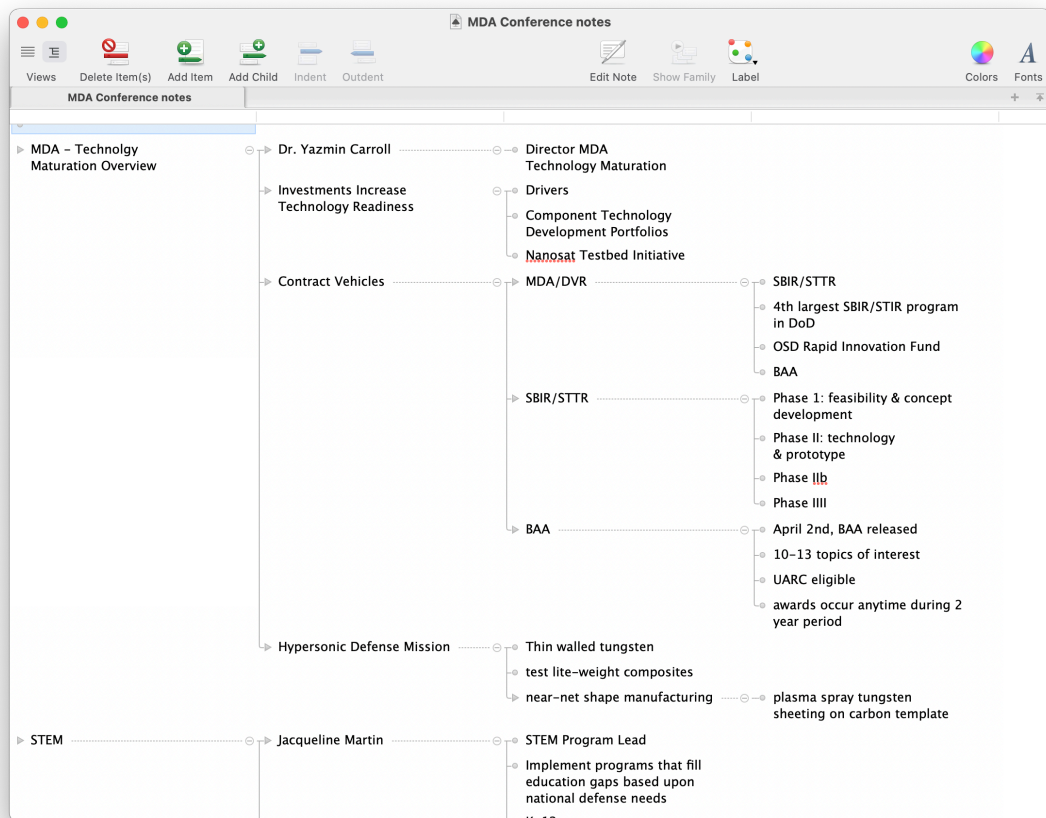 MDA Conference notes
Views
Delete Item(s)
Add Item
Add Child
Indent
Outdent
Edit Note
Show Family
Label
Colors
Fonts
MDA Conference notes
MDA – Technolgy
Maturation Overview
Dr. Yazmin Carroll
Director MDA
Technology Maturation
Investments Increase
Technology Readiness
Drivers
Component Technology
Development Portfolios
Nanosat Testbed Initiative
Contract Vehicles
MDA/DVR
SBIR/STTR
4th largest SBIR/STIR program
in DoD
OSD Rapid Innovation Fund
BAA
SBIR/STTR
Phase 1: feasibility & concept
development
Phase II: technology
& prototype
Phase IIb
Phase IIII
BAA
April 2nd, BAA released
10–13 topics of interest
UARC eligible
awards occur anytime during 2
year period
Hypersonic Defense Mission
Thin walled tungsten
test lite–weight composites
near–net shape manufacturing
plasma spray tungsten
sheeting on carbon template
STEM
Jacqueline Martin
STEM Program Lead
Implement programs that fill
education gaps based upon
national defense needs